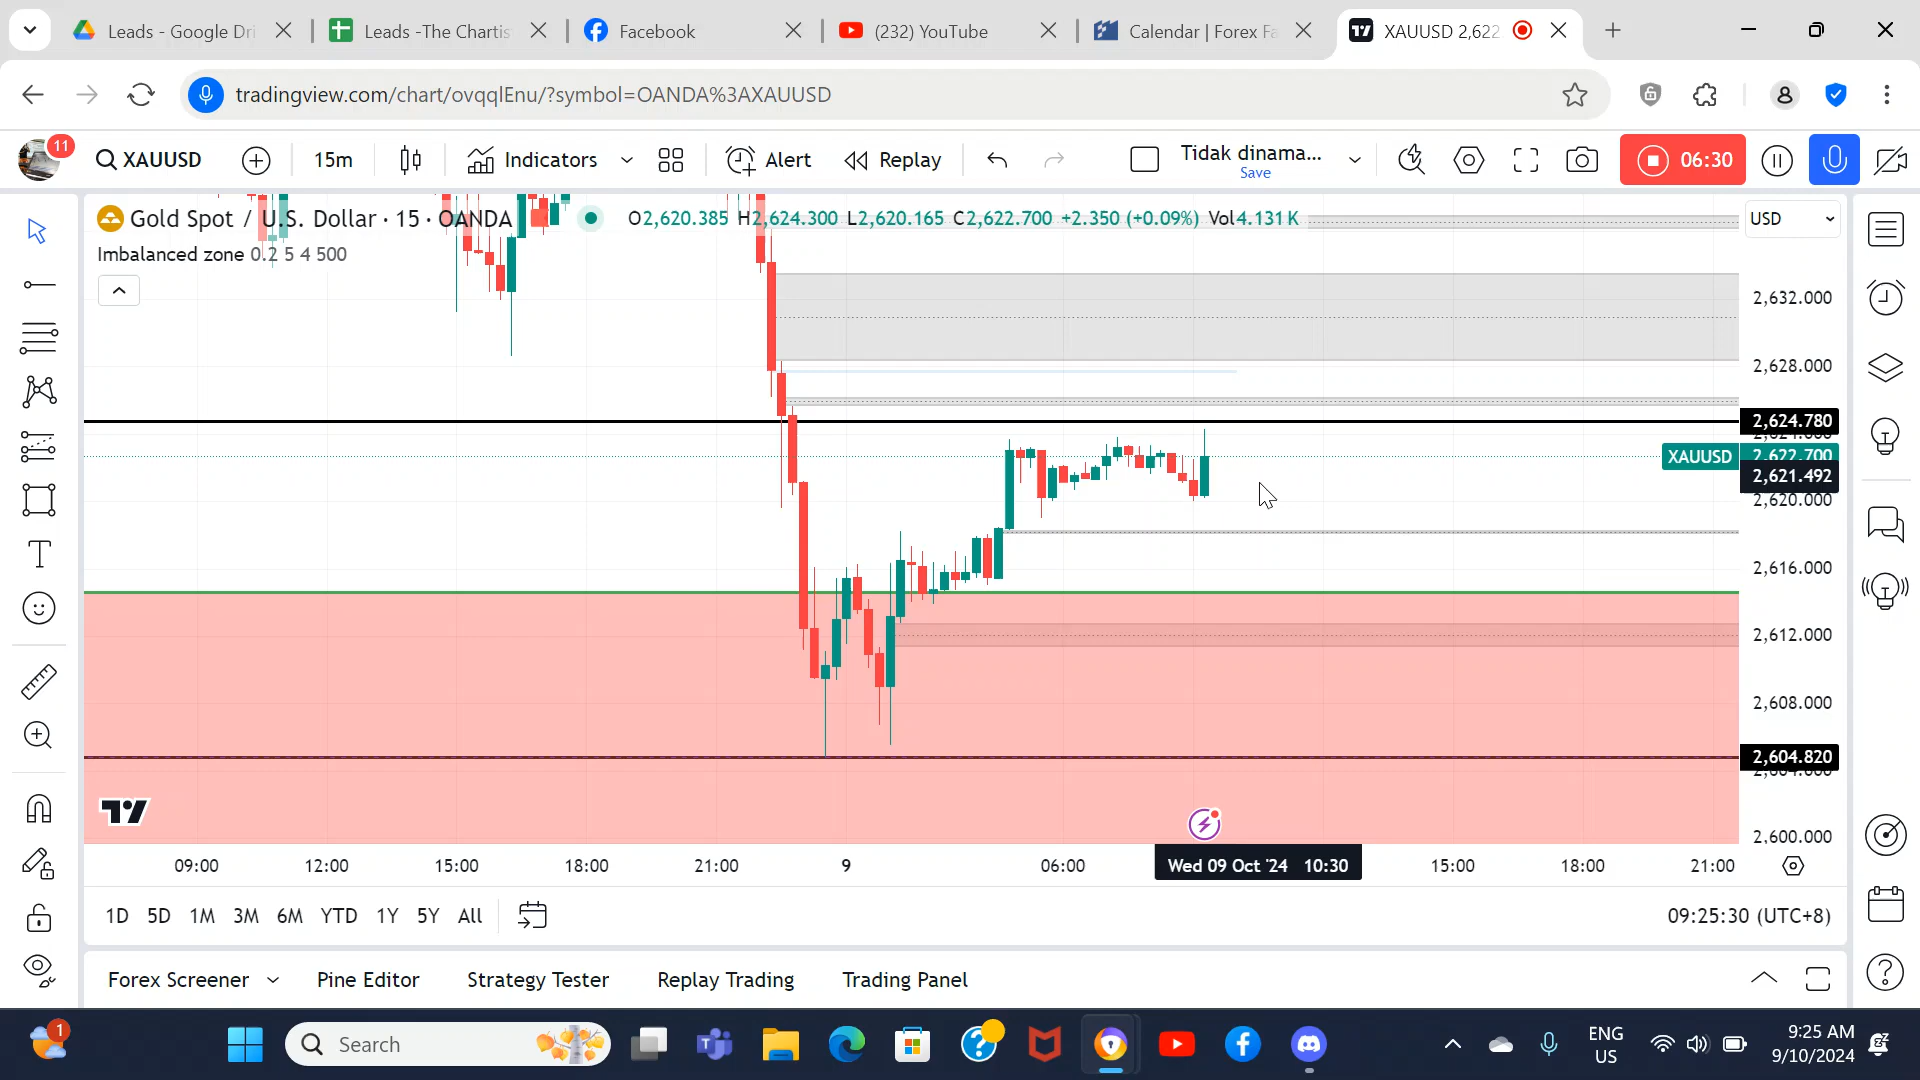 Leads - Google Dri
Leads -The Chartis
Facebook
(232) YouTube
Calendar | Forex Fa
XAUUSD 2,622
tradingview.com/chart/ovqqlEnu/?symbol=OANDA%3AXAUUSD
11
XAUUSD
15m
Indicators
Alert
Replay
Tidak dinama...
Save
06:30
Gold Spot / U.S. Dollar · 15 · OANDA
O2,620.385 H2,624.300 L2,620.165 C2,622.700 +2.350 (+0.09%) Vol4.131 K
USD
Imbalanced zone 0.2 5 4 500
2,632.000
2,628.000
2,624.780
2,624.000
XAUUSD 2,622.700
2,621.492
2,620.000
2,616.000
2,612.000
2,608.000
2,604.820
2,604.000
2,600.000
09:00
12:00
15:00
18:00
21:00
9
06:00
Wed 09 Oct '24 10:30
15:00
18:00
21:00
1D 5D 1M 3M 6M YTD 1Y 5Y All
09:25:30 (UTC+8)
Forex Screener
Pine Editor
Strategy Tester
Replay Trading
Trading Panel
1
Search
ENG
US
9:25 AM
9/10/2024